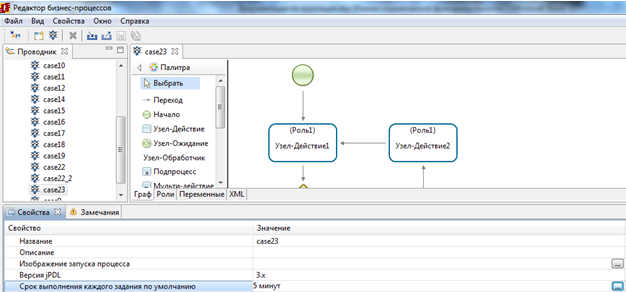 Редактор бизнес-процессов
Файл Вид Свойства Окно Справка
Проводник
case10
case11
case12
case14
case15
case16
case17
case18
case19
case22
case22_2
case23
case23
Палитра
Выбрать
Переход
Начало
Узел-Действие
Узел-Ожидание
Узел-Обработчик
Подпроцесс
Мульти-действие
(Роль1)
Узел-Действие1
(Роль1)
Узел-Действие2
Граф Роли Переменные XML
Свойства Замечания
Свойство Значение
Название case23
Описание
Изображение запуска процесса ...
Версия jPDL 3.x
Срок выполнения каждого задания по умолчанию 5 минут ...